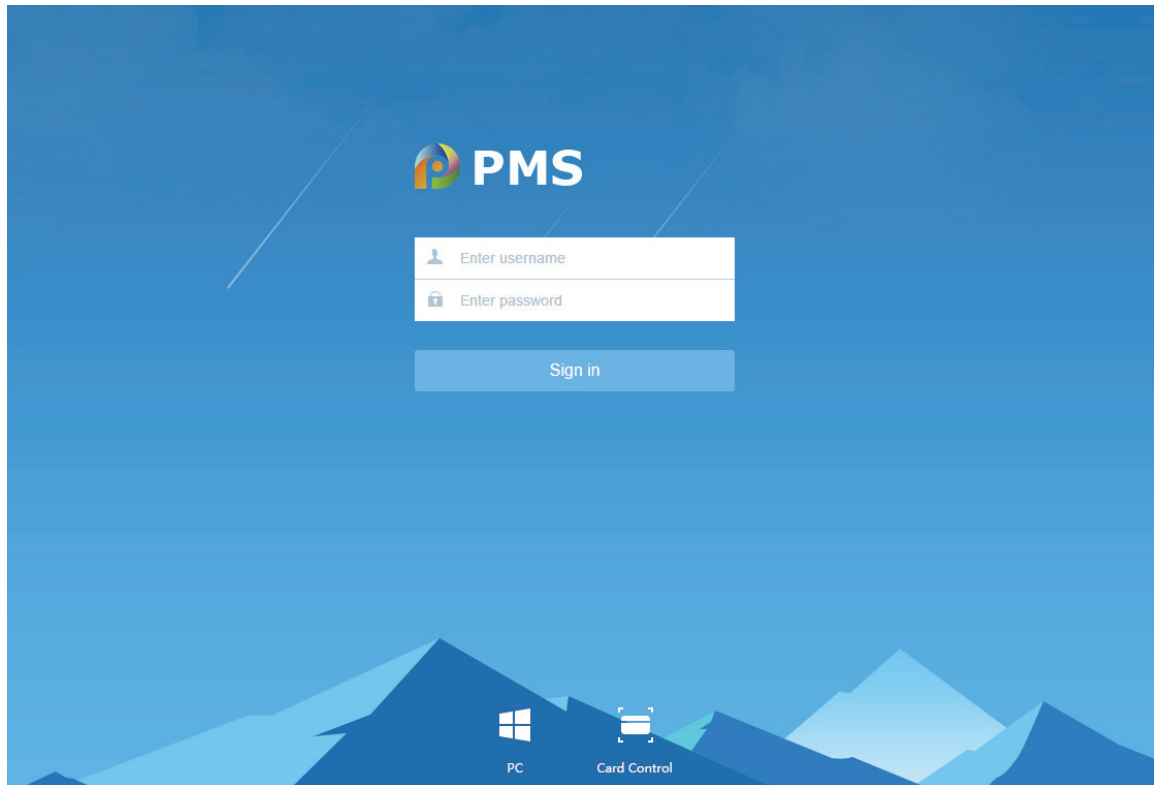 PMS
Enter username
Enter password
Sign in
PC
Card Control